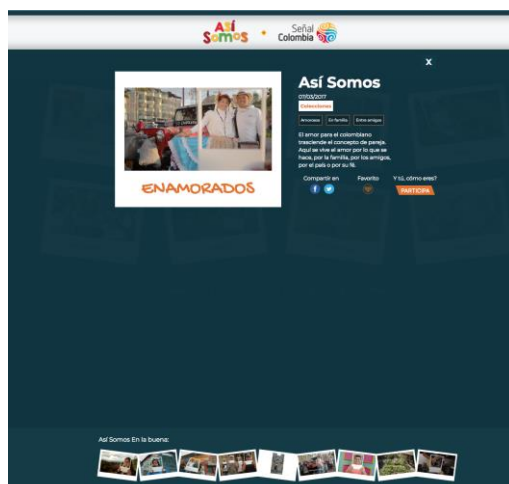 Así
Somos
Señal
Colombia
X
Así Somos
07/03/2017
Colecciones
Amorosos En familia Entre amigos
El amor para el colombiano
trasciende el concepto de pareja.
Aquí se vive el amor por lo que se
hace, por la familia, por los amigos,
por el país o por su fé.
ENAMORADOS
Compartir en Favorito Y tú, cómo eres?
PARTICIPA
Así Somos En la buena: